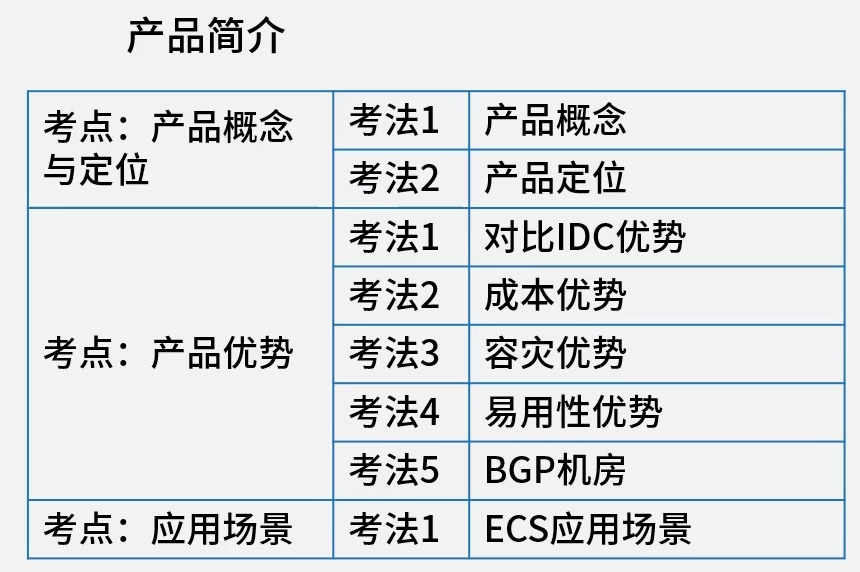 产品简介
考点：产品概念
与定位
考法1 产品概念
考法2 产品定位
考点：产品优势
考法1 对比IDC优势
考法2 成本优势
考法3 容灾优势
考法4 易用性优势
考法5 BGP机房
考点：应用场景 考法1 ECS应用场景